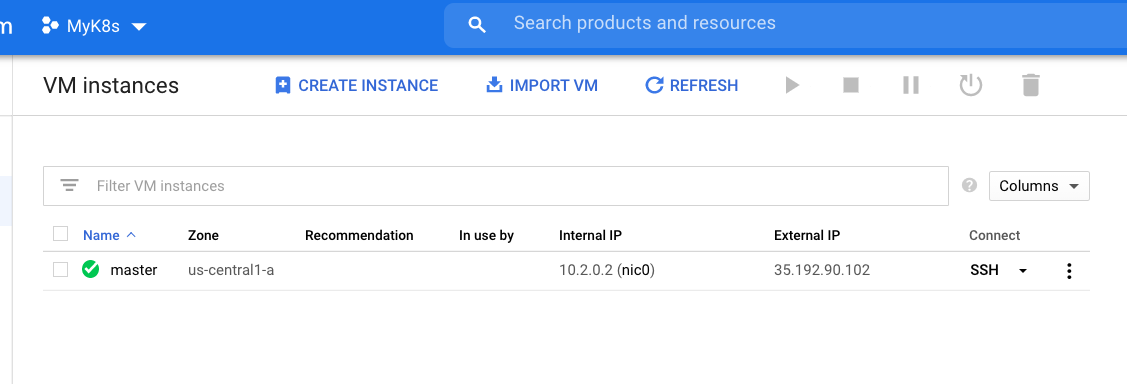 m MyK8s Search products and resources
VM instances CREATE INSTANCE IMPORT VM REFRESH
Filter VM instances Columns
Name Zone Recommendation In use by Internal IP External IP Connect
master us-central1-a 10.2.0.2 (nic0) 35.192.90.102 SSH